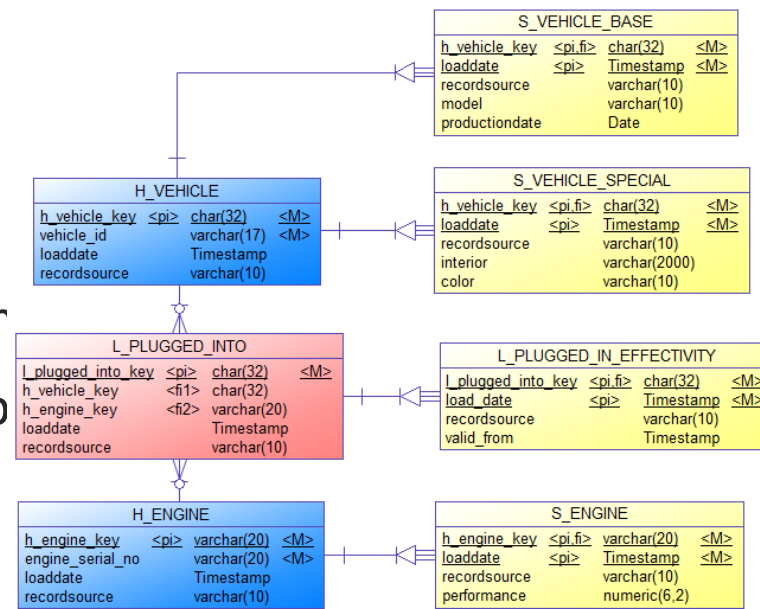 S_VEHICLE_BASE
h_vehicle_key <pi,fi> char(32) <M>
loaddate <pi> Timestamp <M>
recordsource varchar(10)
model varchar(10)
productiondate Date
H_VEHICLE
h_vehicle_key <pi> char(32) <M>
vehicle_id varchar(17) <M>
loaddate Timestamp
recordsource varchar(10)
S_VEHICLE_SPECIAL
h_vehicle_key <pi,fi> char(32) <M>
loaddate <pi> Timestamp <M>
recordsource varchar(10)
interior varchar(2000)
color varchar(10)
L_PLUGGED_INTO
l_plugged_into_key <pi> char(32) <M>
h_vehicle_key <fi1> char(32)
h_engine_key <fi2> varchar(20)
loaddate Timestamp
recordsource varchar(10)
L_PLUGGED_IN_EFFECTIVITY
l_plugged_into_key <pi,fi> char(32) <M>
load_date <pi> Timestamp <M>
recordsource varchar(10)
valid_from Timestamp
H_ENGINE
h_engine_key <pi> varchar(20) <M>
engine_serial_no varchar(20) <M>
loaddate Timestamp
recordsource varchar(10)
S_ENGINE
h_engine_key <pi,fi> varchar(20) <M>
loaddate <pi> Timestamp <M>
recordsource varchar(10)
performance numeric(6,2)